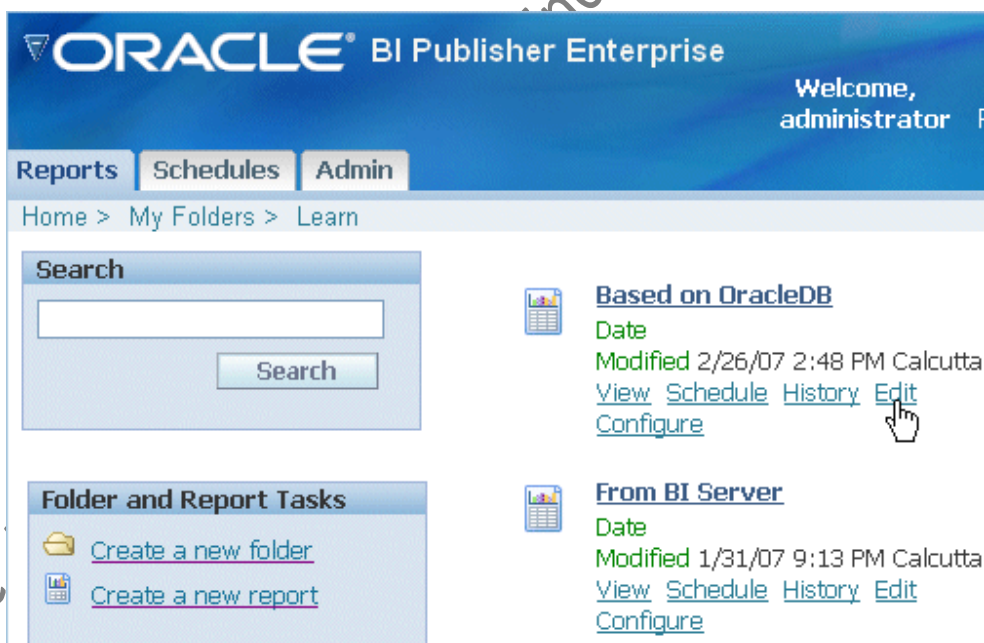 ORACLE® BI Publisher Enterprise
Welcome,
administrator
Reports Schedules Admin
Home > My Folders > Learn
Search
Search
Based on OracleDB
Date
Modified 2/26/07 2:48 PM Calcutta
View Schedule History Edit
Configure
Folder and Report Tasks
Create a new folder
Create a new report
From BI Server
Date
Modified 1/31/07 9:13 PM Calcutta
View Schedule History Edit
Configure